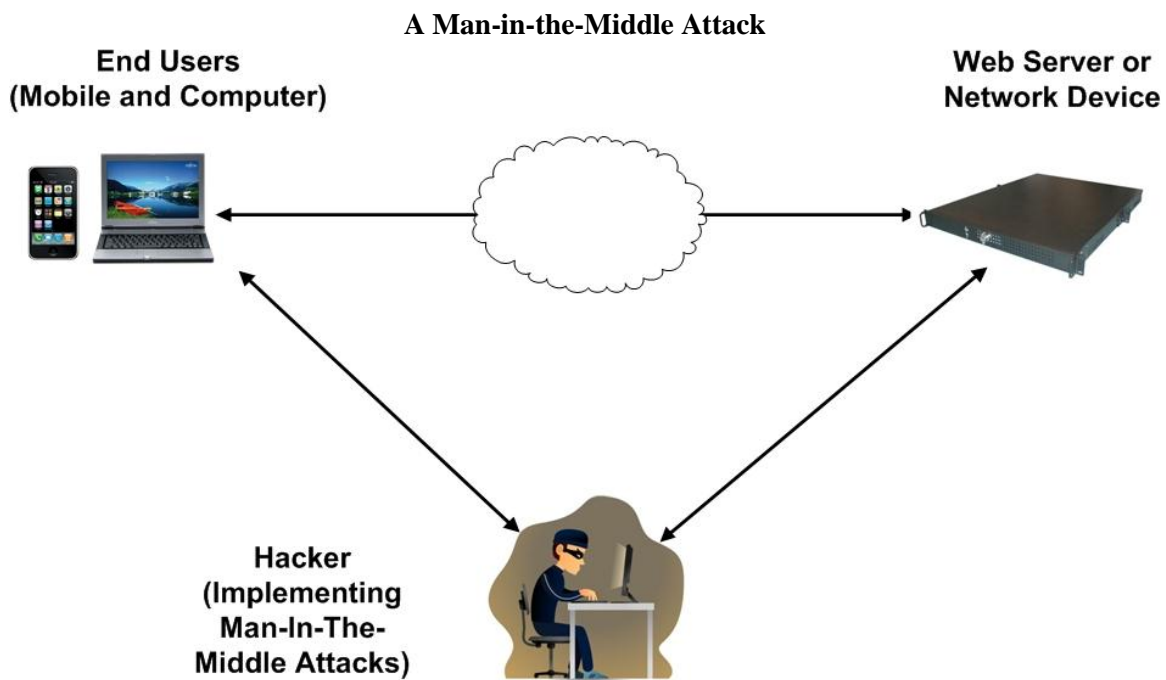 A Man-in-the-Middle Attack
End Users
(Mobile and Computer)
Web Server or
Network Device
Hacker
(Implementing
Man-In-The-
Middle Attacks)